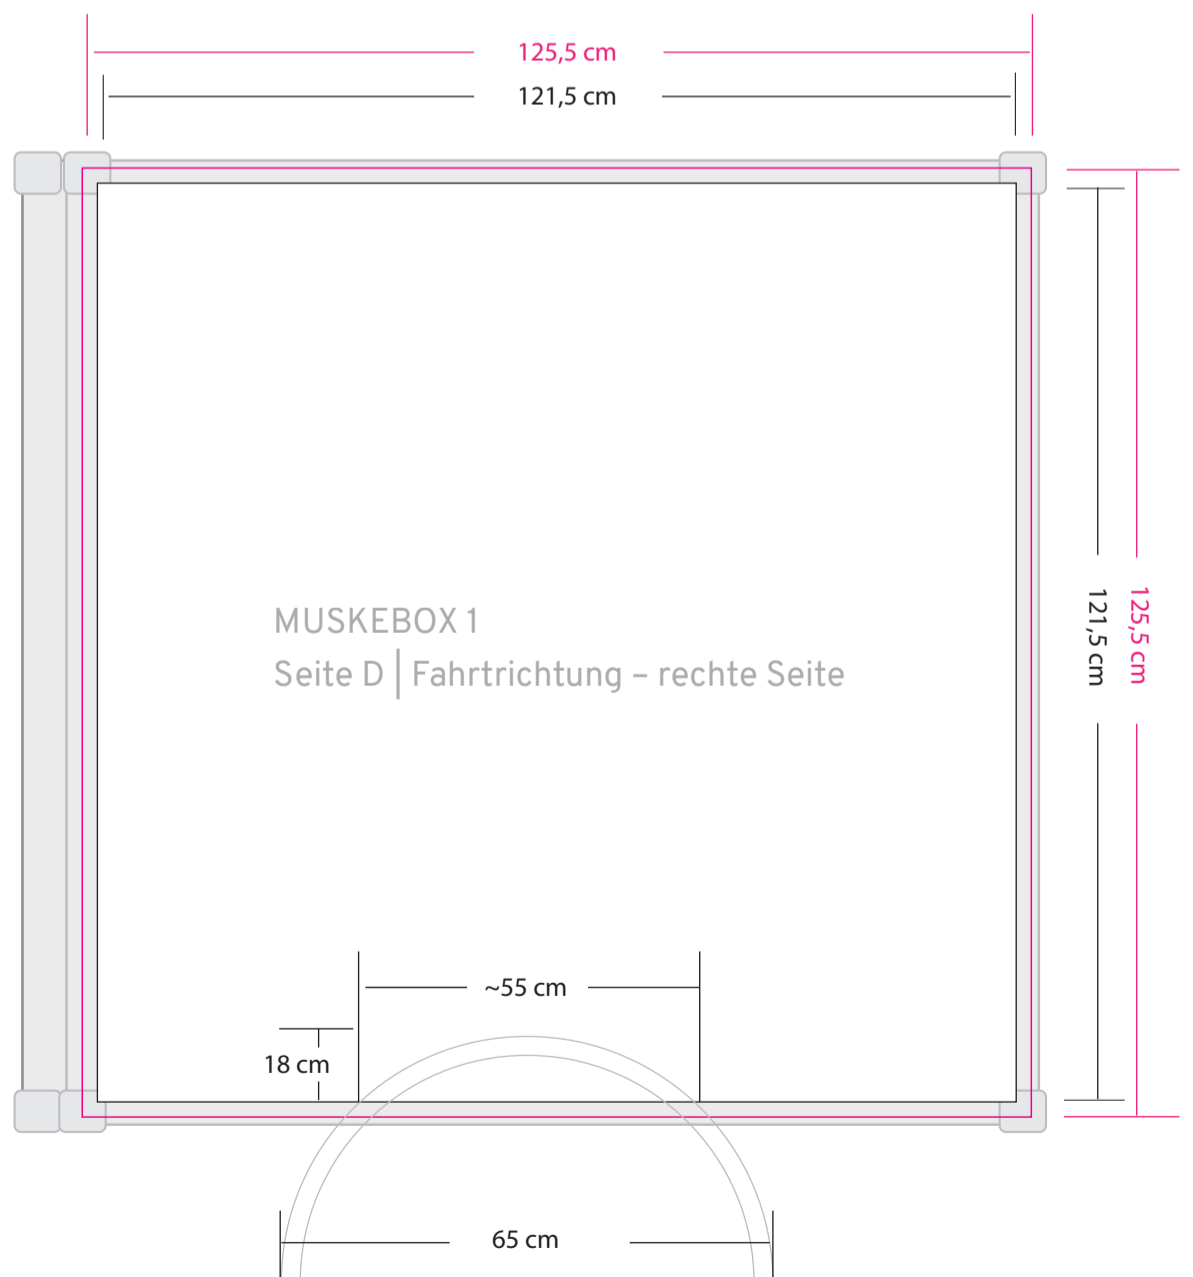 125,5 cm
121,5 cm
121,5 cm
125,5 cm
MUSKEBOX 1
Seite D | Fahrtrichtung – rechte Seite
~55 cm
18 cm
65 cm